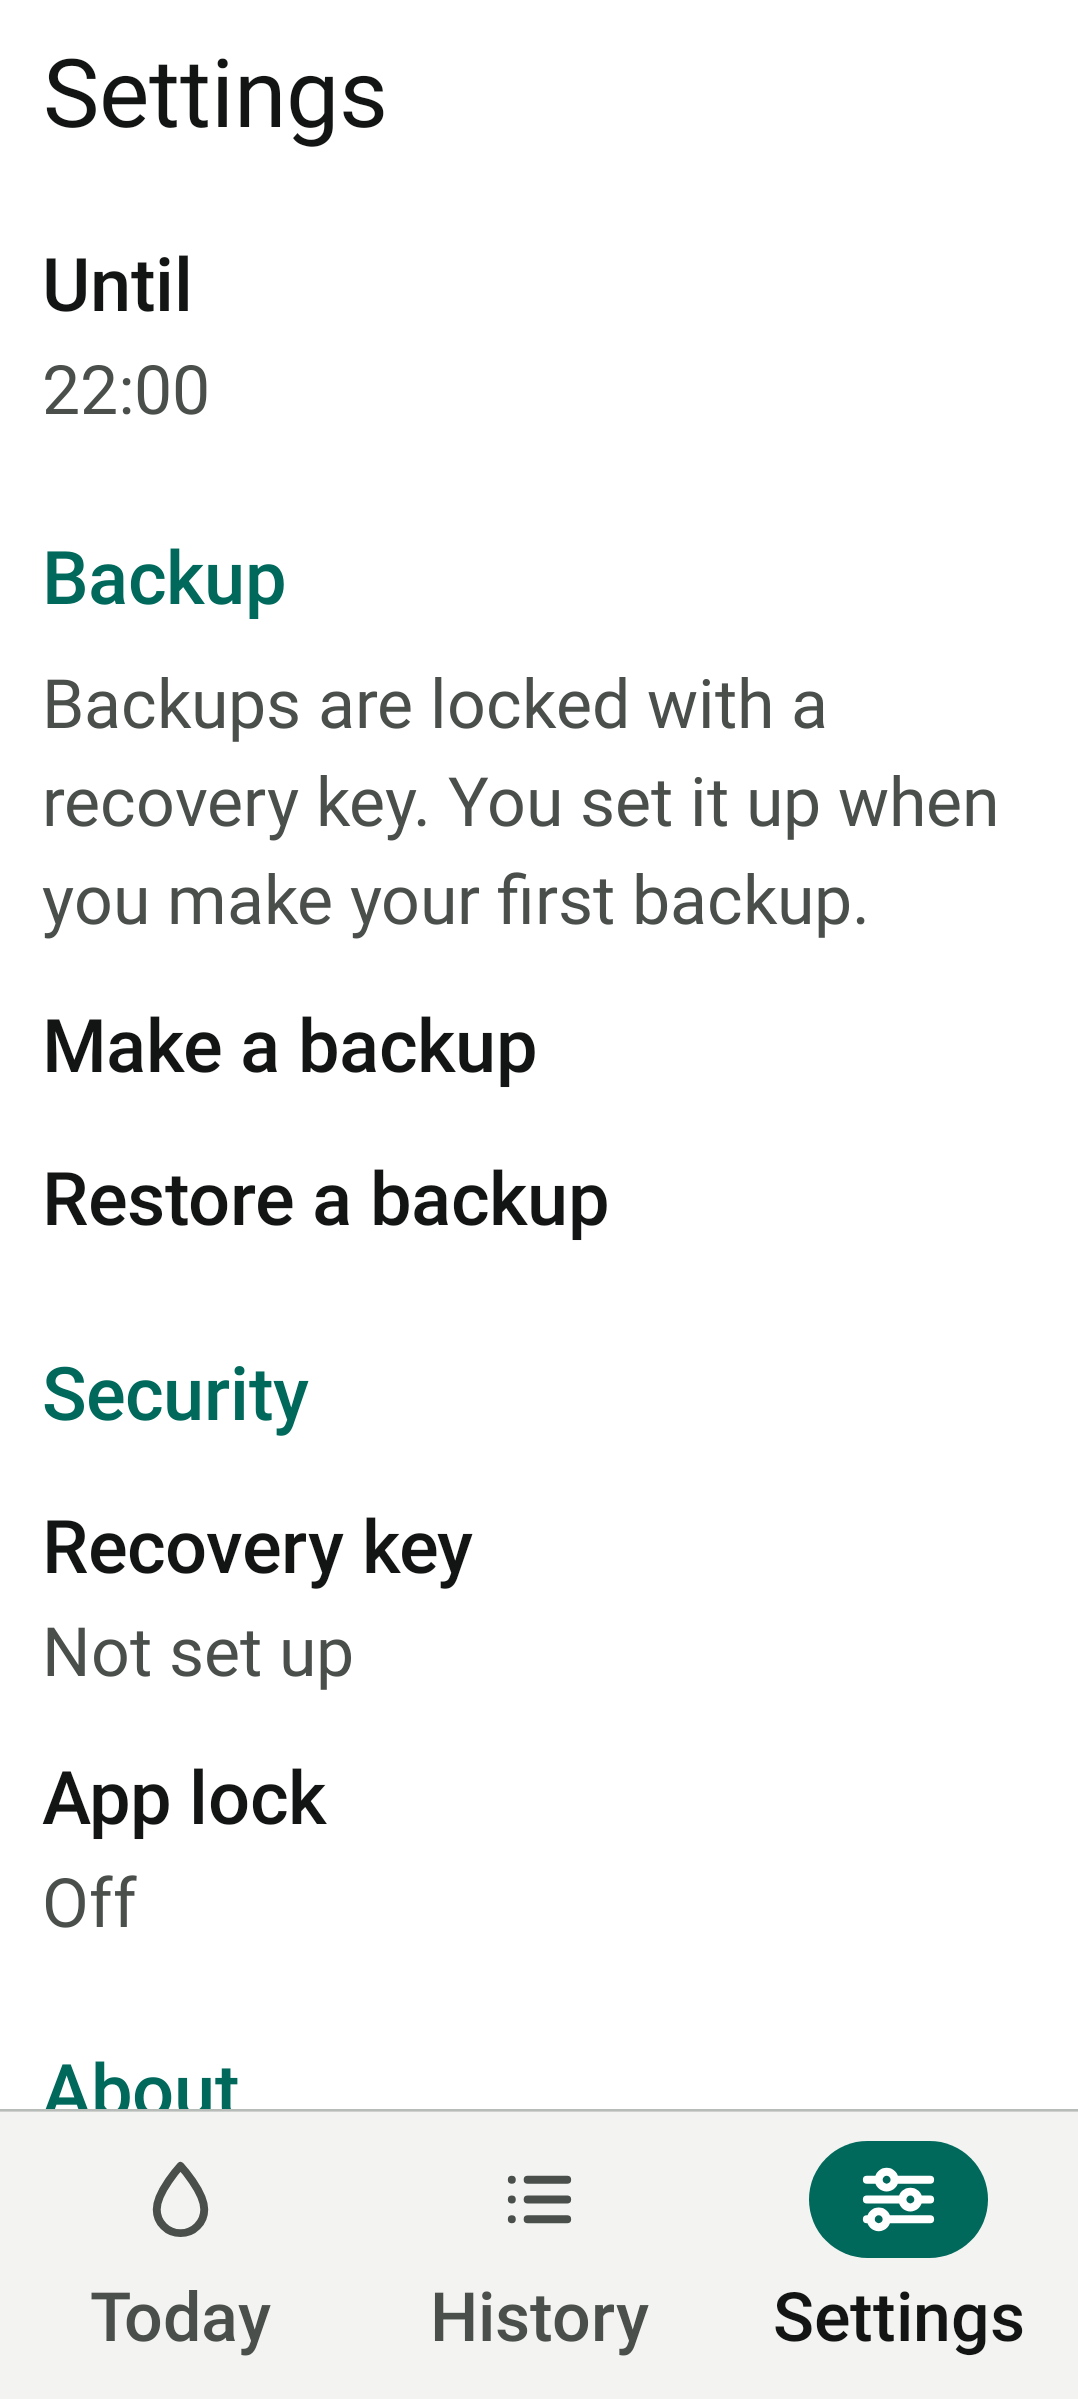 Settings
Until
22:00
Backup
Backups are locked with a
recovery key. You set it up when
you make your first backup.
Make a backup
Restore a backup
Security
Recovery key
Not set up
App lock
Off
About
Today
History
Settings